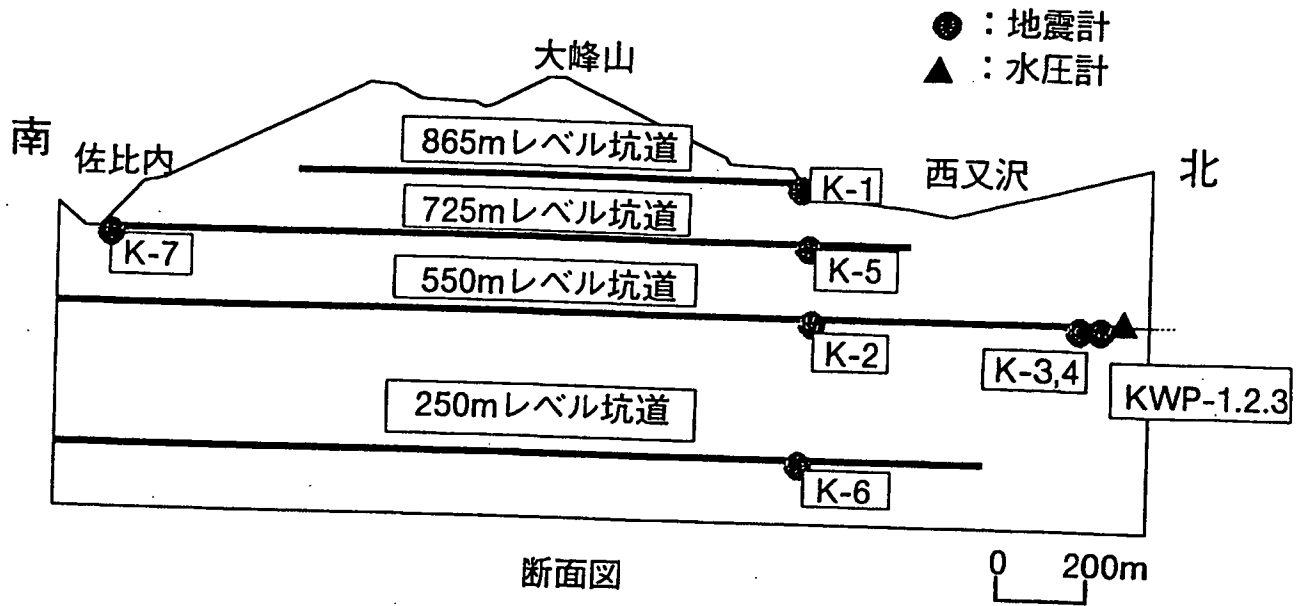 ：地震計
：水圧計
大峰山
南
佐比内
865mレベル坑道
西又沢
北
K-1
725mレベル坑道
K-7
K-5
550mレベル坑道
K-2
K-3,4
KWP-1.2.3
250mレベル坑道
K-6
断面図
0 200m